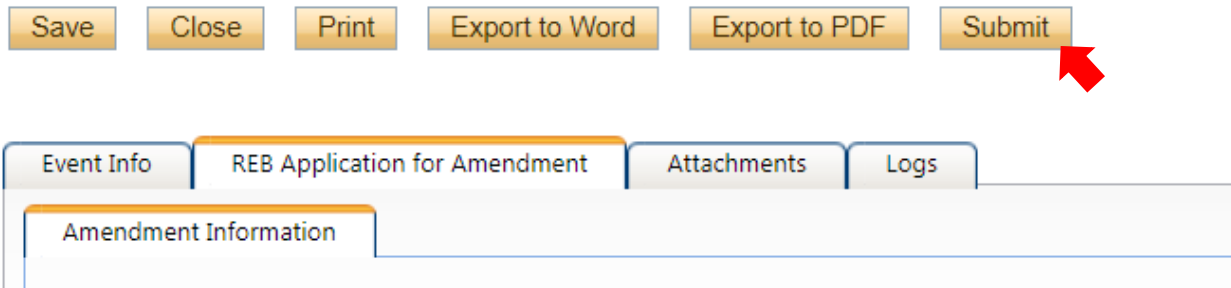 Save Close Print Export to Word Export to PDF Submit
Event Info REB Application for Amendment Attachments Logs
Amendment Information